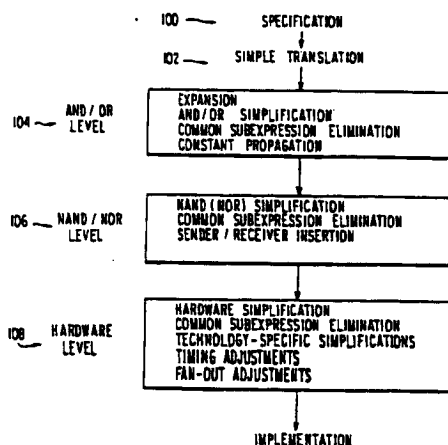 100 SPECIFICATION
102 SIMPLE TRANSLATION
104 AND/OR LEVEL
EXPANSION
AND/OR SIMPLIFICATION
COMMON SUBEXPRESSION ELIMINATION
CONSTANT PROPAGATION
106 NAND/NOR LEVEL
NAND (NOR) SIMPLIFICATION
COMMON SUBEXPRESSION ELIMINATION
SENDER/RECEIVER INSERTION
108 HARDWARE LEVEL
HARDWARE SIMPLIFICATION
COMMON SUBEXPRESSION ELIMINATION
TECHNOLOGY-SPECIFIC SIMPLIFICATIONS
TIMING ADJUSTMENTS
FAN-OUT ADJUSTMENTS
IMPLEMENTATION